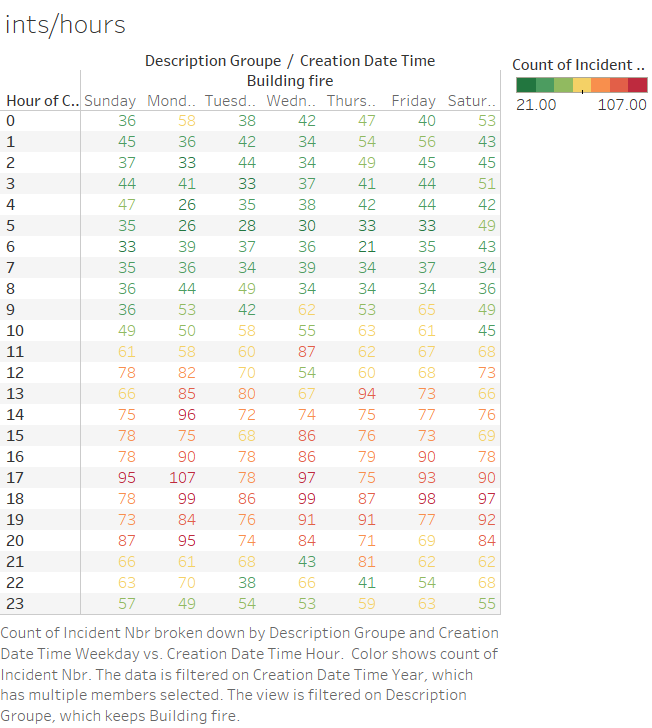 ints/hours
Description Groupe / Creation Date Time
Count of Incident ..
Building fire
Hour of C.. Sunday Mond.. Tuesd.. Wedn.. Thurs.. Friday Satur..
21.00 107.00
0 36 58 38 42 47 40 53
1 45 36 42 34 54 56 43
2 37 33 44 34 49 45 45
3 44 41 33 37 41 44 51
4 47 26 35 38 42 44 42
5 35 26 28 30 33 33 49
6 33 39 37 36 21 35 43
7 35 36 34 39 34 37 34
8 36 44 49 34 34 34 36
9 36 53 42 62 53 65 49
10 49 50 58 55 63 61 45
11 61 58 60 87 62 67 68
12 78 82 70 54 60 68 73
13 66 85 80 67 94 73 66
14 75 96 72 74 75 77 76
15 78 75 68 86 76 73 69
16 78 90 78 86 79 90 78
17 95 107 78 97 75 93 90
18 78 99 86 99 87 98 97
19 73 84 76 91 91 77 92
20 87 95 74 84 71 69 84
21 66 61 68 43 81 62 62
22 63 70 38 66 41 54 68
23 57 49 54 53 59 63 55
Count of Incident Nbr broken down by Description Groupe and Creation
Date Time Weekday vs. Creation Date Time Hour. Color shows count of
Incident Nbr. The data is filtered on Creation Date Time Year, which
has multiple members selected. The view is filtered on Description
Groupe, which keeps Building fire.